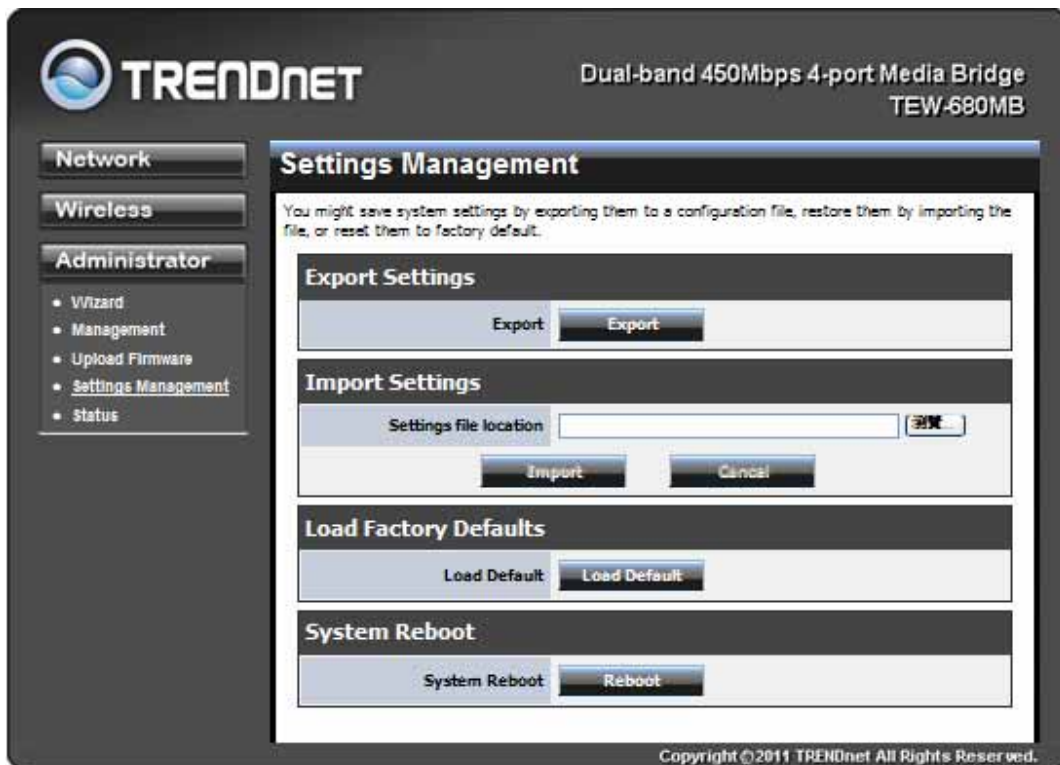 TRENDNET
Dual-band 450Mbps 4-port Media Bridge
TEW-680MB
Network
Wireless
Administrator
Wizard
Management
Upload Firmware
Settings Management
Status
Settings Management
You might save system settings by exporting them to a configuration file, restore them by importing the
file, or reset them to factory default.
Export Settings
Export Export
Import Settings
Settings file location 瀏覽...
Import Cancel
Load Factory Defaults
Load Default Load Default
System Reboot
System Reboot Reboot
Copyright©2011 TRENDnet All Rights Reserved.